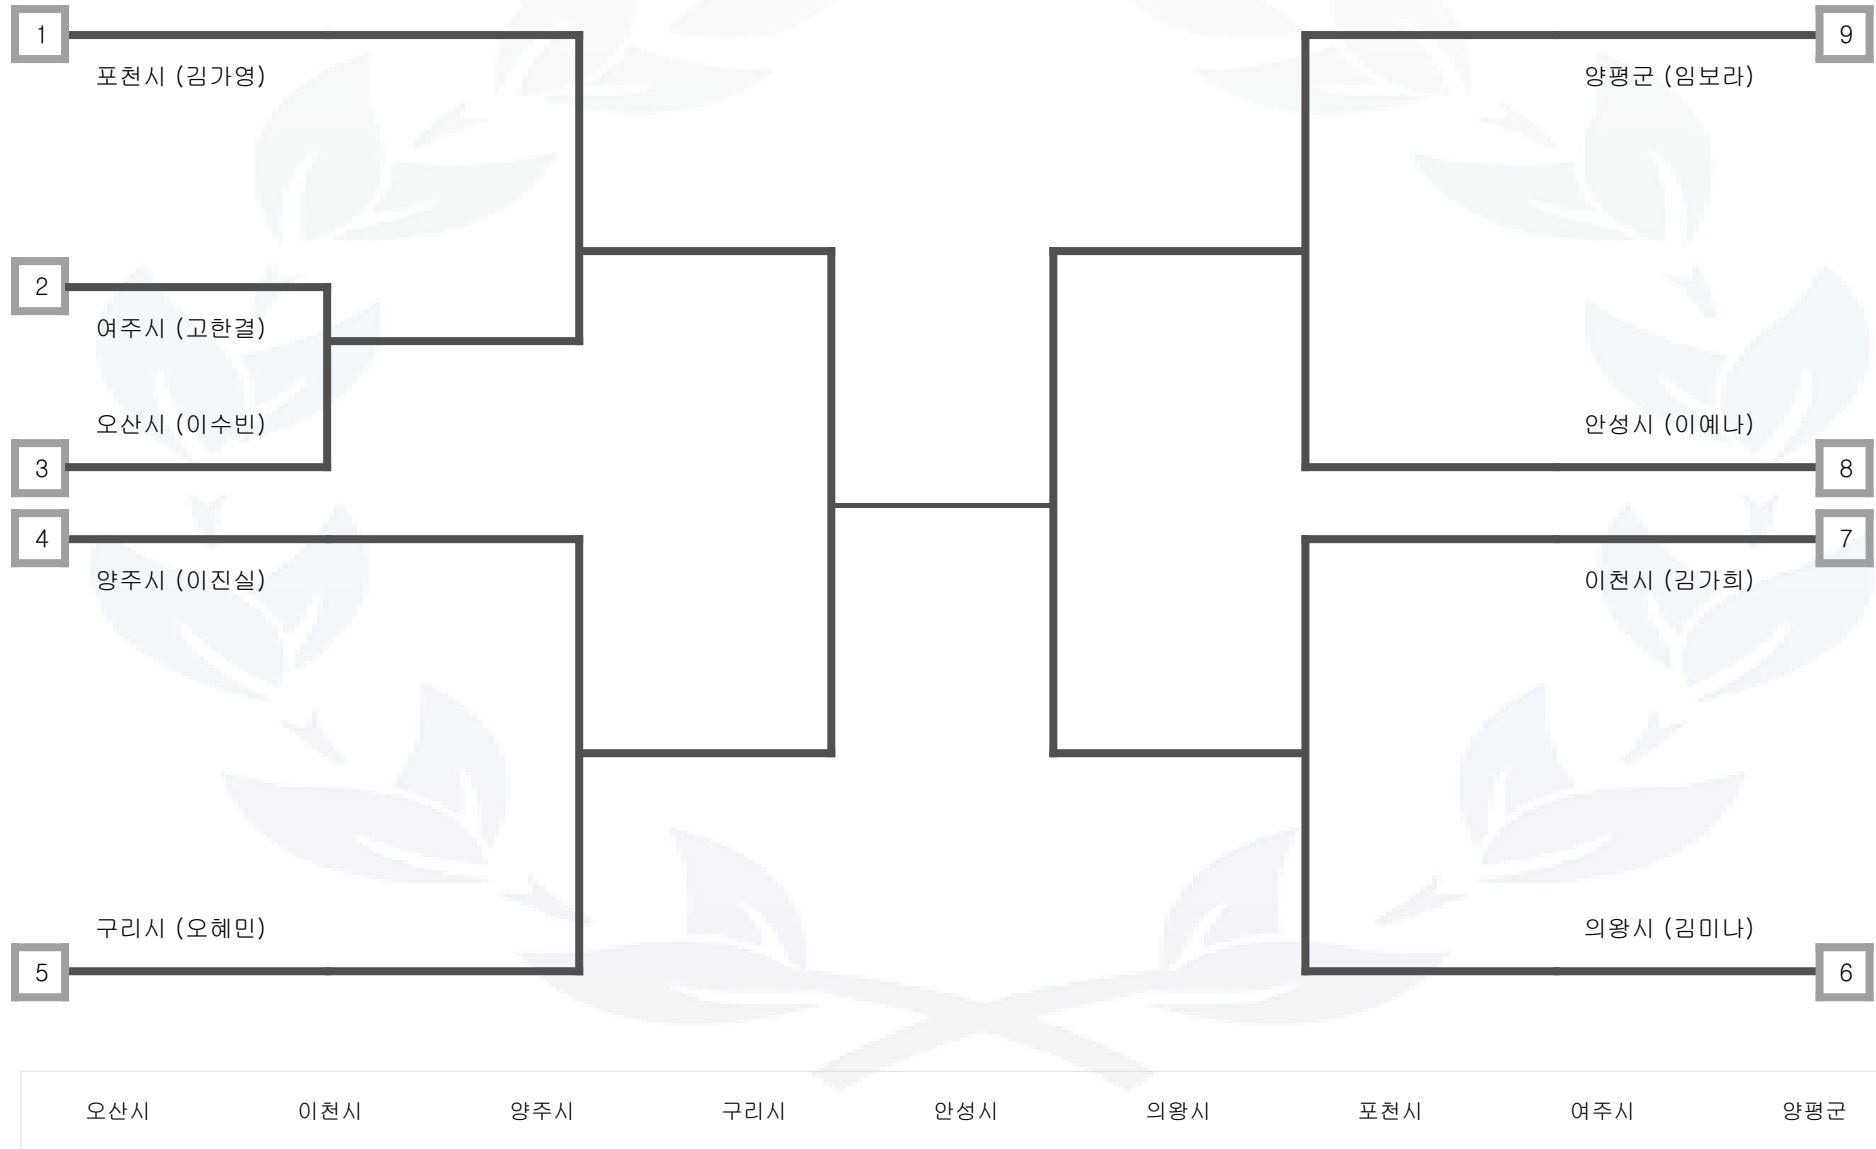 1
포천시 (김가영)
2
여주시 (고한결)
오산시 (이수빈)
3
4
양주시 (이진실)
구리시 (오혜민)
5
9
양평군 (임보라)
안성시 (이예나)
8
7
이천시 (김가희)
의왕시 (김미나)
6
오산시 이천시 양주시 구리시 안성시 의왕시 포천시 여주시 양평군